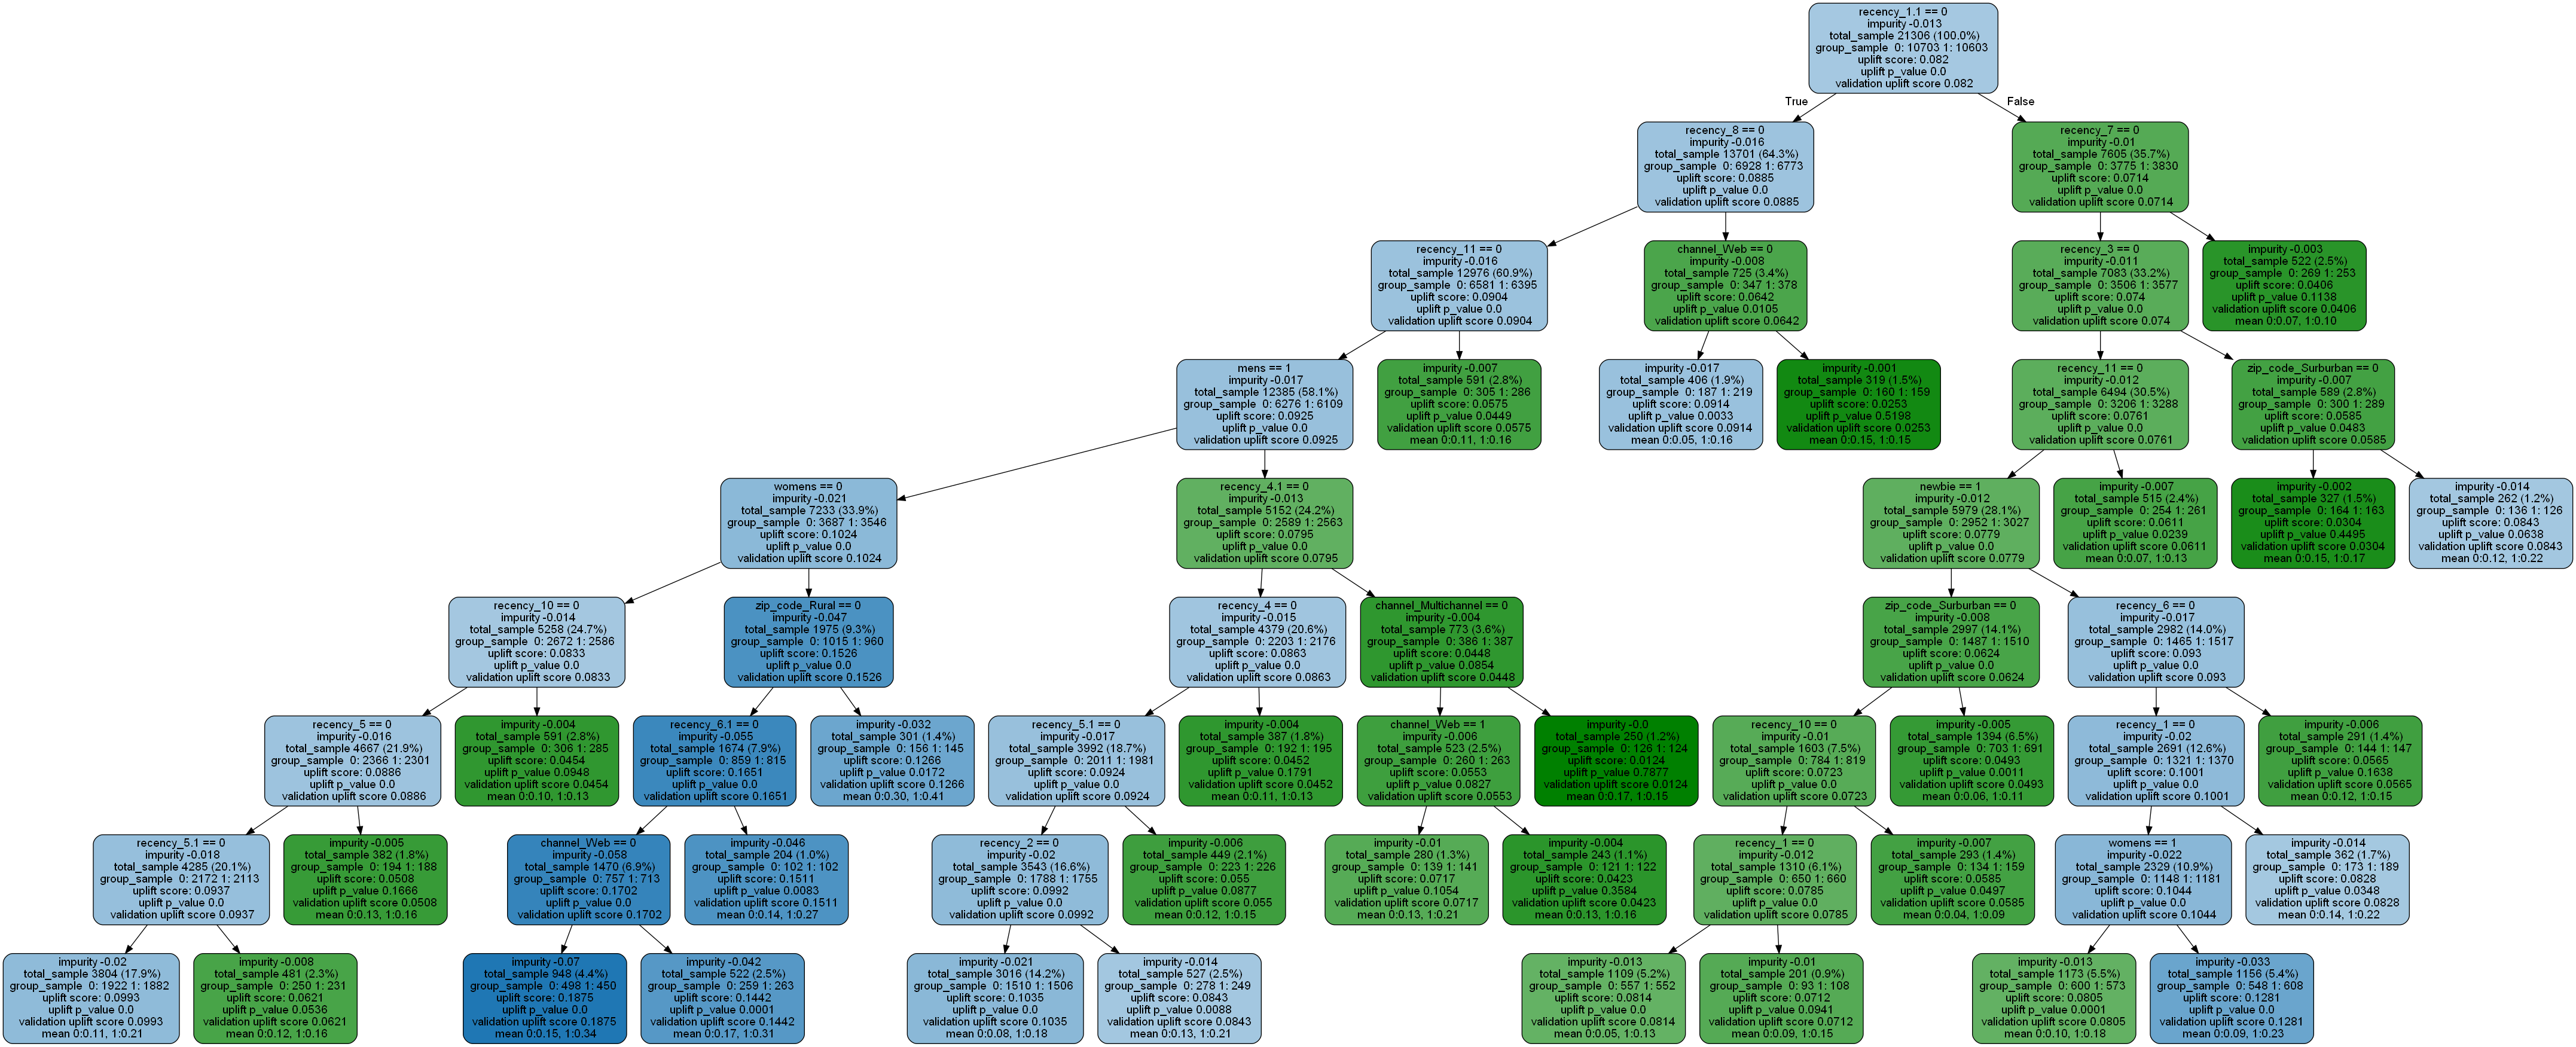 recency_1.1 == 0
impurity -0.013
total_sample 21306 (100.0%)
group_sample 0: 10703 1: 10603
uplift score: 0.082
uplift p_value 0.0
validation uplift score 0.082
True
False
recency_8 == 0
impurity -0.016
total_sample 13701 (64.3%)
group_sample 0: 6928 1: 6773
uplift score: 0.0885
uplift p_value 0.0
validation uplift score 0.0885
recency_7 == 0
impurity -0.01
total_sample 7605 (35.7%)
group_sample 0: 3775 1: 3830
uplift score: 0.0714
uplift p_value 0.0
validation uplift score 0.0714
recency_11 == 0
impurity -0.016
total_sample 12976 (60.9%)
group_sample 0: 6581 1: 6395
uplift score: 0.0904
uplift p_value 0.0
validation uplift score 0.0904
channel_Web == 0
impurity -0.008
total_sample 725 (3.4%)
group_sample 0: 347 1: 378
uplift score: 0.0642
uplift p_value 0.0105
validation uplift score 0.0642
recency_3 == 0
impurity -0.011
total_sample 7083 (33.2%)
group_sample 0: 3506 1: 3577
uplift score: 0.074
uplift p_value 0.0
validation uplift score 0.074
impurity -0.003
total_sample 522 (2.5%)
group_sample 0: 269 1: 253
uplift score: 0.0406
uplift p_value 0.1138
validation uplift score 0.0406
mean 0:0.07, 1:0.10
mens == 1
impurity -0.017
total_sample 12385 (58.1%)
group_sample 0: 6276 1: 6109
uplift score: 0.0925
uplift p_value 0.0
validation uplift score 0.0925
impurity -0.007
total_sample 591 (2.8%)
group_sample 0: 305 1: 286
uplift score: 0.0575
uplift p_value 0.0449
validation uplift score 0.0575
mean 0:0.11, 1:0.16
impurity -0.017
total_sample 406 (1.9%)
group_sample 0: 187 1: 219
uplift score: 0.0914
uplift p_value 0.0033
validation uplift score 0.0914
mean 0:0.05, 1:0.16
impurity -0.001
total_sample 319 (1.5%)
group_sample 0: 160 1: 159
uplift score: 0.0253
uplift p_value 0.5198
validation uplift score 0.0253
mean 0:0.15, 1:0.15
recency_11 == 0
impurity -0.012
total_sample 6494 (30.5%)
group_sample 0: 3206 1: 3288
uplift score: 0.0761
uplift p_value 0.0
validation uplift score 0.0761
zip_code_Surburban == 0
impurity -0.007
total_sample 589 (2.8%)
group_sample 0: 300 1: 289
uplift score: 0.0585
uplift p_value 0.0483
validation uplift score 0.0585
womens == 0
impurity -0.021
total_sample 7233 (33.9%)
group_sample 0: 3687 1: 3546
uplift score: 0.1024
uplift p_value 0.0
validation uplift score 0.1024
recency_4.1 == 0
impurity -0.013
total_sample 5152 (24.2%)
group_sample 0: 2589 1: 2563
uplift score: 0.0795
uplift p_value 0.0
validation uplift score 0.0795
newbie == 1
impurity -0.012
total_sample 5979 (28.1%)
group_sample 0: 2952 1: 3027
uplift score: 0.0779
uplift p_value 0.0
validation uplift score 0.0779
impurity -0.007
total_sample 515 (2.4%)
group_sample 0: 254 1: 261
uplift score: 0.0611
uplift p_value 0.0239
validation uplift score 0.0611
mean 0:0.07, 1:0.13
impurity -0.002
total_sample 327 (1.5%)
group_sample 0: 164 1: 163
uplift score: 0.0304
uplift p_value 0.4495
validation uplift score 0.0304
mean 0:0.15, 1:0.17
impurity -0.014
total_sample 262 (1.2%)
group_sample 0: 136 1: 126
uplift score: 0.0843
uplift p_value 0.0638
validation uplift score 0.0843
mean 0:0.12, 1:0.22
recency_10 == 0
impurity -0.014
total_sample 5258 (24.7%)
group_sample 0: 2672 1: 2586
uplift score: 0.0833
uplift p_value 0.0
validation uplift score 0.0833
zip_code_Rural == 0
impurity -0.047
total_sample 1975 (9.3%)
group_sample 0: 1015 1: 960
uplift score: 0.1526
uplift p_value 0.0
validation uplift score 0.1526
recency_4 == 0
impurity -0.015
total_sample 4379 (20.6%)
group_sample 0: 2203 1: 2176
uplift score: 0.0863
uplift p_value 0.0
validation uplift score 0.0863
channel_Multichannel == 0
impurity -0.004
total_sample 773 (3.6%)
group_sample 0: 386 1: 387
uplift score: 0.0448
uplift p_value 0.0854
validation uplift score 0.0448
zip_code_Surburban == 0
impurity -0.008
total_sample 2997 (14.1%)
group_sample 0: 1487 1: 1510
uplift score: 0.0624
uplift p_value 0.0
validation uplift score 0.0624
recency_6 == 0
impurity -0.017
total_sample 2982 (14.0%)
group_sample 0: 1465 1: 1517
uplift score: 0.093
uplift p_value 0.0
validation uplift score 0.093
recency_5 == 0
impurity -0.016
total_sample 4667 (21.9%)
group_sample 0: 2366 1: 2301
uplift score: 0.0886
uplift p_value 0.0
validation uplift score 0.0886
impurity -0.004
total_sample 591 (2.8%)
group_sample 0: 306 1: 285
uplift score: 0.0454
uplift p_value 0.0948
validation uplift score 0.0454
mean 0:0.10, 1:0.13
recency_6.1 == 0
impurity -0.055
total_sample 1674 (7.9%)
group_sample 0: 859 1: 815
uplift score: 0.1651
uplift p_value 0.0
validation uplift score 0.1651
impurity -0.032
total_sample 301 (1.4%)
group_sample 0: 156 1: 145
uplift score: 0.1266
uplift p_value 0.0172
validation uplift score 0.1266
mean 0:0.30, 1:0.41
recency_5.1 == 0
impurity -0.017
total_sample 3992 (18.7%)
group_sample 0: 2011 1: 1981
uplift score: 0.0924
uplift p_value 0.0
validation uplift score 0.0924
impurity -0.004
total_sample 387 (1.8%)
group_sample 0: 192 1: 195
uplift score: 0.0452
uplift p_value 0.1791
validation uplift score 0.0452
mean 0:0.11, 1:0.13
channel_Web == 1
impurity -0.006
total_sample 523 (2.5%)
group_sample 0: 260 1: 263
uplift score: 0.0553
uplift p_value 0.0827
validation uplift score 0.0553
impurity -0.0
total_sample 250 (1.2%)
group_sample 0: 126 1: 124
uplift score: 0.0124
uplift p_value 0.7877
validation uplift score 0.0124
mean 0:0.17, 1:0.15
recency_10 == 0
impurity -0.01
total_sample 1603 (7.5%)
group_sample 0: 784 1: 819
uplift score: 0.0723
uplift p_value 0.0
validation uplift score 0.0723
impurity -0.005
total_sample 1394 (6.5%)
group_sample 0: 703 1: 691
uplift score: 0.0493
uplift p_value 0.0011
validation uplift score 0.0493
mean 0:0.06, 1:0.11
recency_1 == 0
impurity -0.02
total_sample 2691 (12.6%)
group_sample 0: 1321 1: 1370
uplift score: 0.1001
uplift p_value 0.0
validation uplift score 0.1001
impurity -0.006
total_sample 291 (1.4%)
group_sample 0: 144 1: 147
uplift score: 0.0565
uplift p_value 0.1638
validation uplift score 0.0565
mean 0:0.12, 1:0.15
recency_5.1 == 0
impurity -0.018
total_sample 4285 (20.1%)
group_sample 0: 2172 1: 2113
uplift score: 0.0937
uplift p_value 0.0
validation uplift score 0.0937
impurity -0.005
total_sample 382 (1.8%)
group_sample 0: 194 1: 188
uplift score: 0.0508
uplift p_value 0.1666
validation uplift score 0.0508
mean 0:0.13, 1:0.16
channel_Web == 0
impurity -0.058
total_sample 1470 (6.9%)
group_sample 0: 757 1: 713
uplift score: 0.1702
uplift p_value 0.0
validation uplift score 0.1702
impurity -0.046
total_sample 204 (1.0%)
group_sample 0: 102 1: 102
uplift score: 0.1511
uplift p_value 0.0083
validation uplift score 0.1511
mean 0:0.14, 1:0.27
recency_2 == 0
impurity -0.02
total_sample 3543 (16.6%)
group_sample 0: 1788 1: 1755
uplift score: 0.0992
uplift p_value 0.0
validation uplift score 0.0992
impurity -0.006
total_sample 449 (2.1%)
group_sample 0: 223 1: 226
uplift score: 0.055
uplift p_value 0.0877
validation uplift score 0.055
mean 0:0.12, 1:0.15
impurity -0.01
total_sample 280 (1.3%)
group_sample 0: 139 1: 141
uplift score: 0.0717
uplift p_value 0.1054
validation uplift score 0.0717
mean 0:0.13, 1:0.21
impurity -0.004
total_sample 243 (1.1%)
group_sample 0: 121 1: 122
uplift score: 0.0423
uplift p_value 0.3584
validation uplift score 0.0423
mean 0:0.13, 1:0.16
recency_1 == 0
impurity -0.012
total_sample 1310 (6.1%)
group_sample 0: 650 1: 660
uplift score: 0.0785
uplift p_value 0.0
validation uplift score 0.0785
impurity -0.007
total_sample 293 (1.4%)
group_sample 0: 134 1: 159
uplift score: 0.0585
uplift p_value 0.0497
validation uplift score 0.0585
mean 0:0.04, 1:0.09
womens == 1
impurity -0.022
total_sample 2329 (10.9%)
group_sample 0: 1148 1: 1181
uplift score: 0.1044
uplift p_value 0.0
validation uplift score 0.1044
impurity -0.014
total_sample 362 (1.7%)
group_sample 0: 173 1: 189
uplift score: 0.0828
uplift p_value 0.0348
validation uplift score 0.0828
mean 0:0.14, 1:0.22
impurity -0.02
total_sample 3804 (17.9%)
group_sample 0: 1922 1: 1882
uplift score: 0.0993
uplift p_value 0.0
validation uplift score 0.0993
mean 0:0.11, 1:0.21
impurity -0.008
total_sample 481 (2.3%)
group_sample 0: 250 1: 231
uplift score: 0.0621
uplift p_value 0.0536
validation uplift score 0.0621
mean 0:0.12, 1:0.16
impurity -0.07
total_sample 948 (4.4%)
group_sample 0: 498 1: 450
uplift score: 0.1875
uplift p_value 0.0
validation uplift score 0.1875
mean 0:0.15, 1:0.34
impurity -0.042
total_sample 522 (2.5%)
group_sample 0: 259 1: 263
uplift score: 0.1442
uplift p_value 0.0001
validation uplift score 0.1442
mean 0:0.17, 1:0.31
impurity -0.021
total_sample 3016 (14.2%)
group_sample 0: 1510 1: 1506
uplift score: 0.1035
uplift p_value 0.0
validation uplift score 0.1035
mean 0:0.08, 1:0.18
impurity -0.014
total_sample 527 (2.5%)
group_sample 0: 278 1: 249
uplift score: 0.0843
uplift p_value 0.0088
validation uplift score 0.0843
mean 0:0.13, 1:0.21
impurity -0.013
total_sample 1109 (5.2%)
group_sample 0: 557 1: 552
uplift score: 0.0814
uplift p_value 0.0
validation uplift score 0.0814
mean 0:0.05, 1:0.13
impurity -0.01
total_sample 201 (0.9%)
group_sample 0: 93 1: 108
uplift score: 0.0712
uplift p_value 0.0941
validation uplift score 0.0712
mean 0:0.09, 1:0.15
impurity -0.013
total_sample 1173 (5.5%)
group_sample 0: 600 1: 573
uplift score: 0.0805
uplift p_value 0.0001
validation uplift score 0.0805
mean 0:0.10, 1:0.18
impurity -0.033
total_sample 1156 (5.4%)
group_sample 0: 548 1: 608
uplift score: 0.1281
uplift p_value 0.0
validation uplift score 0.1281
mean 0:0.09, 1:0.23